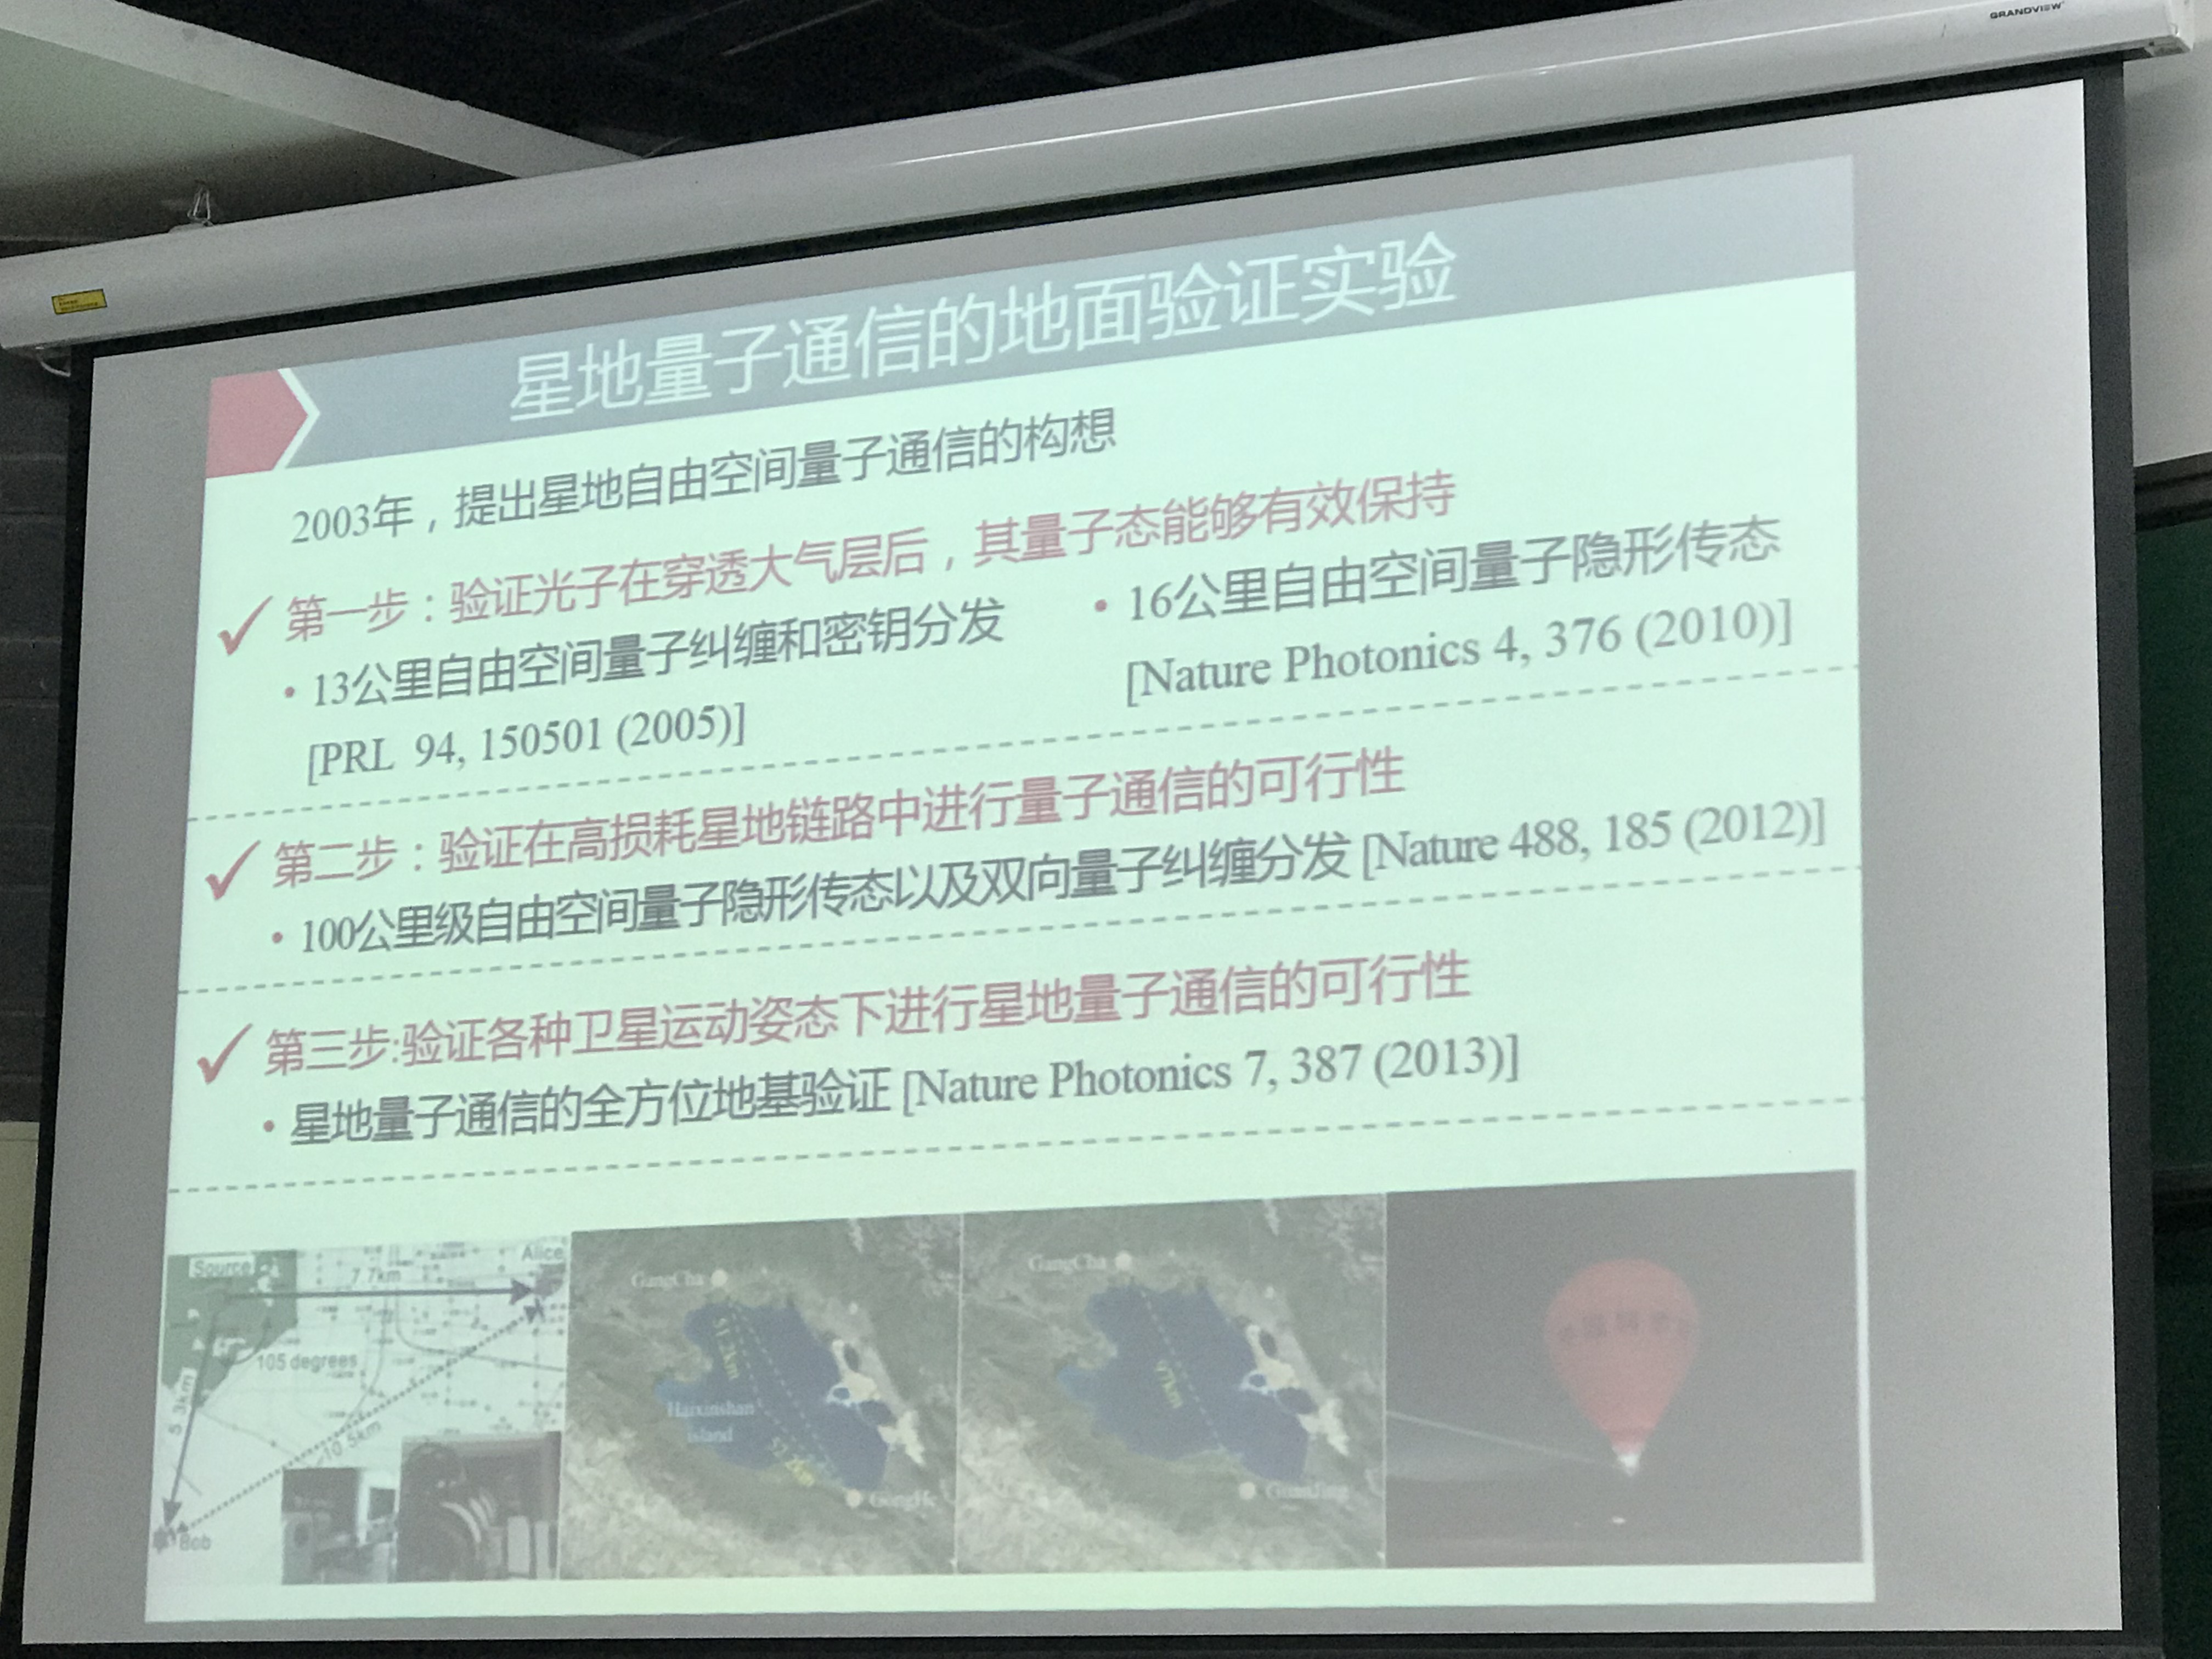 GRANDVIEW
星地量子通信的地面验证实验
2003年，提出星地自由空间量子通信的构想
✓ 第一步：验证光子在穿透大气层后，其量子态能够有效保持
• 13公里自由空间量子纠缠和密钥分发
[PRL 94, 150501 (2005)]
• 16公里自由空间量子隐形传态
[Nature Photonics 4, 376 (2010)]
✓ 第二步：验证在高损耗星地链路中进行量子通信的可行性
• 100公里级自由空间量子隐形传态以及双向量子纠缠分发 [Nature 488, 185 (2012)]
✓ 第三步:验证各种卫星运动姿态下进行星地量子通信的可行性
• 星地量子通信的全方位地基验证 [Nature Photonics 7, 387 (2013)]
Source
7.7km
Alice
105 degrees
5.3km
10.5km
Bob
GangCha
51.2km
Haixinshan
island
52.2km
GongHe
GangCha
97km